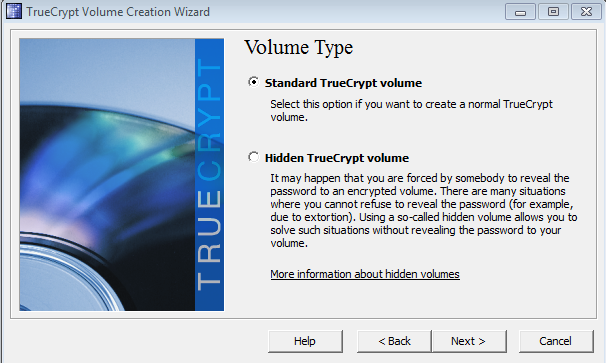 TrueCrypt Volume Creation Wizard
TRUECRYPT
Volume Type
Standard TrueCrypt volume
Select this option if you want to create a normal TrueCrypt
volume.
Hidden TrueCrypt volume
It may happen that you are forced by somebody to reveal the
password to an encrypted volume. There are many situations
where you cannot refuse to reveal the password (for example,
due to extortion). Using a so-called hidden volume allows you to
solve such situations without revealing the password to your
volume.
More information about hidden volumes
Help
< Back
Next >
Cancel